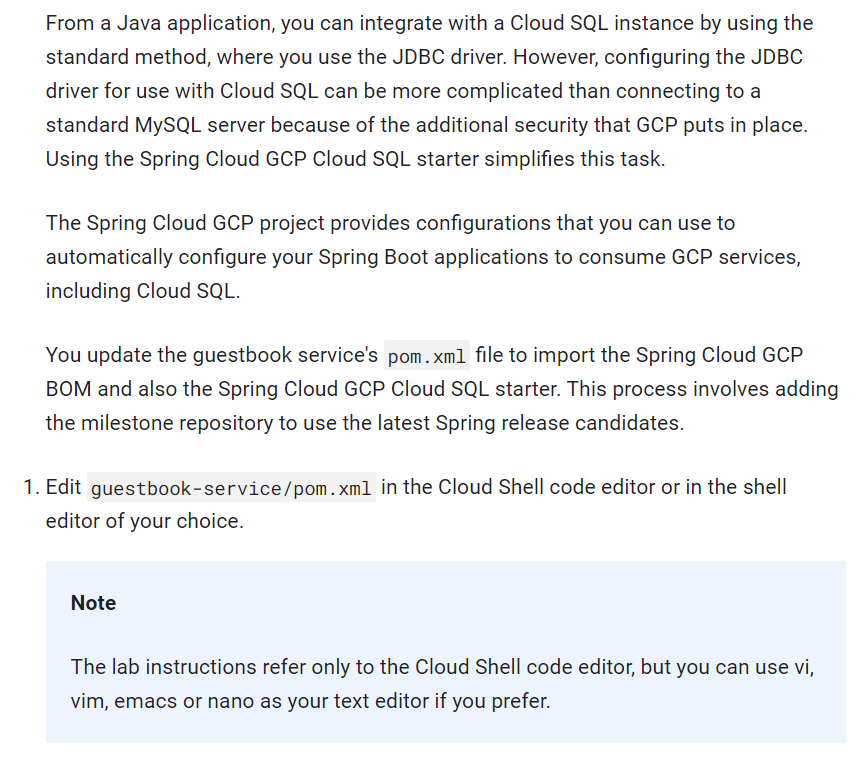 From a Java application, you can integrate with a Cloud SQL instance by using the
standard method, where you use the JDBC driver. However, configuring the JDBC
driver for use with Cloud SQL can be more complicated than connecting to a
standard MySQL server because of the additional security that GCP puts in place.
Using the Spring Cloud GCP Cloud SQL starter simplifies this task.
The Spring Cloud GCP project provides configurations that you can use to
automatically configure your Spring Boot applications to consume GCP services,
including Cloud SQL.
You update the guestbook service's pom.xml file to import the Spring Cloud GCP
BOM and also the Spring Cloud GCP Cloud SQL starter. This process involves adding
the milestone repository to use the latest Spring release candidates.
1. Edit guestbook-service/pom.xml in the Cloud Shell code editor or in the shell
editor of your choice.
Note
The lab instructions refer only to the Cloud Shell code editor, but you can use vi,
vim, emacs or nano as your text editor if you prefer.